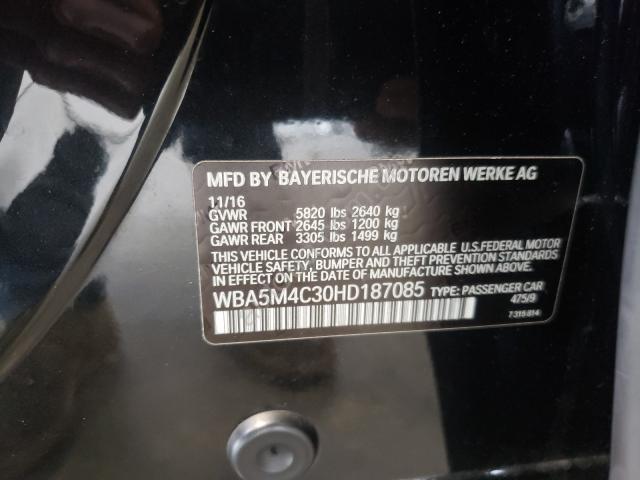 MFD BY BAYERISCHE MOTOREN WERKE AG
11/16
GVWR 5820 lbs 2640 kg
GAWR FRONT 2645 lbs 1200 kg
GAWR REAR 3305 lbs 1499 kg
THIS VEHICLE CONFORMS TO ALL APPLICABLE U.S. FEDERAL MOTOR
VEHICLE SAFETY, BUMPER, AND THEFT PREVENTION STANDARDS
IN EFFECT ON THE DATE OF MANUFACTURE SHOWN ABOVE.
WBA5M4C30HD187085 TYPE: PASSENGER CAR
475/9
7 316 814